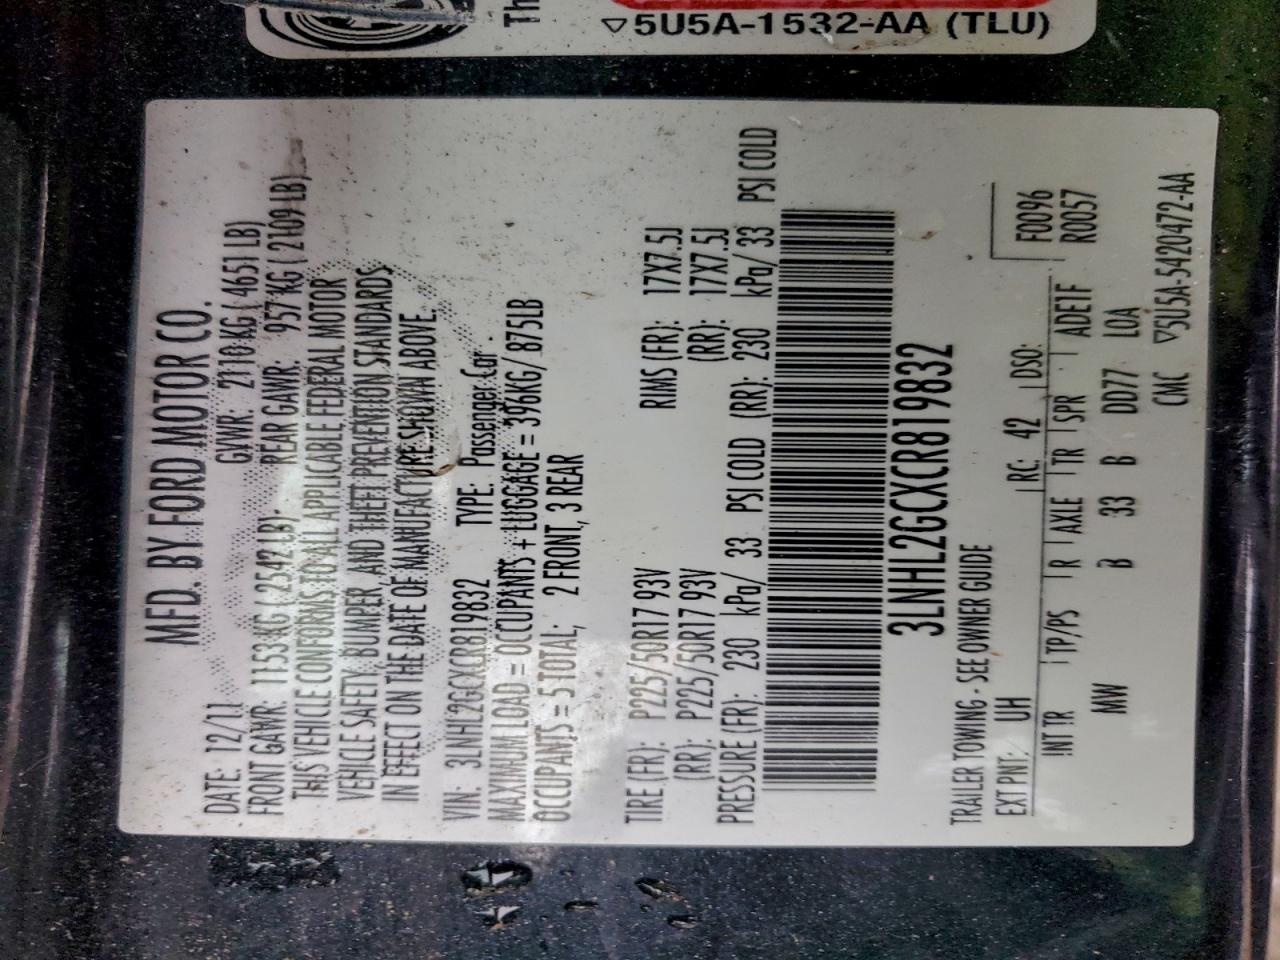 Th
▽5U5A-1532-AA (TLU)
MFD. BY FORD MOTOR CO.
DATE: 12/11 GVWR: 2110 KG ( 4651 LB)
FRONT GAWR: 1153 KG ( 2542 LB) REAR GAWR: 957 KG ( 2109 LB)
THIS VEHICLE CONFORMS TO ALL APPLICABLE FEDERAL MOTOR
VEHICLE SAFETY, BUMPER, AND THEFT PREVENTION STANDARDS
IN EFFECT ON THE DATE OF MANUFACTURE SHOWN ABOVE.
VIN: 3LNHL2GCXCR819832 TYPE: Passenger Car
MAXIMUM LOAD = OCCUPANTS + LUGGAGE = 396KG/ 875LB
OCCUPANTS = 5 TOTAL; 2 FRONT, 3 REAR
TIRE (FR): P225/50R17 93V RIMS (FR): 17X7.5J
(RR): P225/50R17 93V (RR): 17X7.5J
PRESSURE (FR): 230 kPa/ 33 PSI COLD (RR): 230 kPa/ 33 PSI COLD
3LNHL2GCXCR819832
TRAILER TOWING - SEE OWNER GUIDE
EXT PNT: UH RC: 42 DSO: F0096
INT TR TP/PS R AXLE TR SPR ADE1F R0057
MW B 33 B DD77 LOA
CMC ▽5U5A-5420472-AA